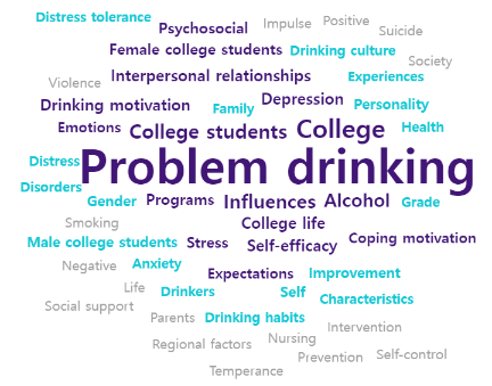 Distress tolerance
Psychosocial
Impulse
Positive
Suicide
Female college students
Drinking culture
Society
Violence
Interpersonal relationships
Experiences
Drinking motivation
Family
Depression
Personality
Emotions
College students
College
Health
Distress
Problem drinking
Disorders
Gender
Programs
Influences
Alcohol
Grade
Smoking
College life
Male college students
Stress
Self-efficacy
Coping motivation
Negative
Anxiety
Expectations
Improvement
Life
Drinkers
Self
Characteristics
Social support
Parents
Drinking habits
Intervention
Regional factors
Nursing
Prevention
Self-control
Temperance